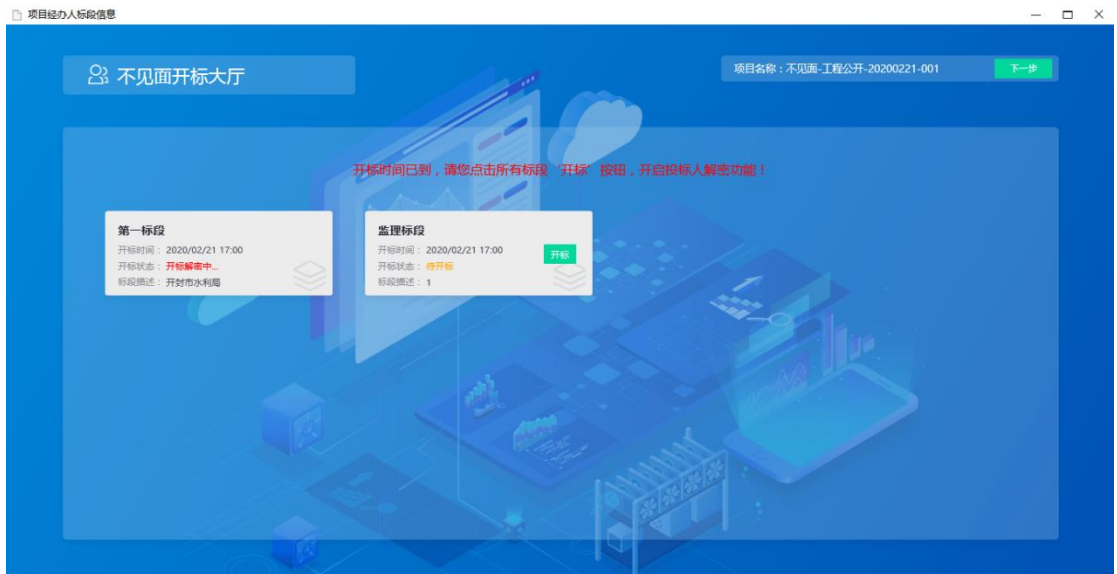 项目经办人标段信息
不见面开标大厅
项目名称：不见面-工程公开-20200221-001
下一步
开标时间已到，请您点击所有标段‘开标’按钮，开启投标人解密功能！
第一标段
开标时间：2020/02/21 17:00
开标状态：开标解密中...
标段描述：开封市水利局
监理标段
开标时间：2020/02/21 17:00
开标状态：待开标
标段描述：1
开标